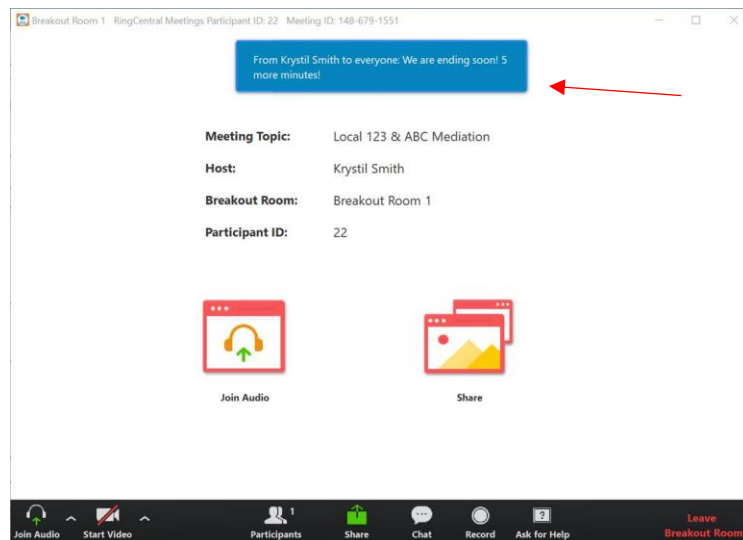 Breakout Room 1 RingCentral Meetings Participant ID: 22 Meeting ID: 148-679-1551
From Krystil Smith to everyone: We are ending soon! 5
more minutes!
Meeting Topic: Local 123 & ABC Mediation
Host: Krystil Smith
Breakout Room: Breakout Room 1
Participant ID: 22
Join Audio Share
1
Join Audio Start Video Participants Share Chat Record Ask for Help
Leave
Breakout Room